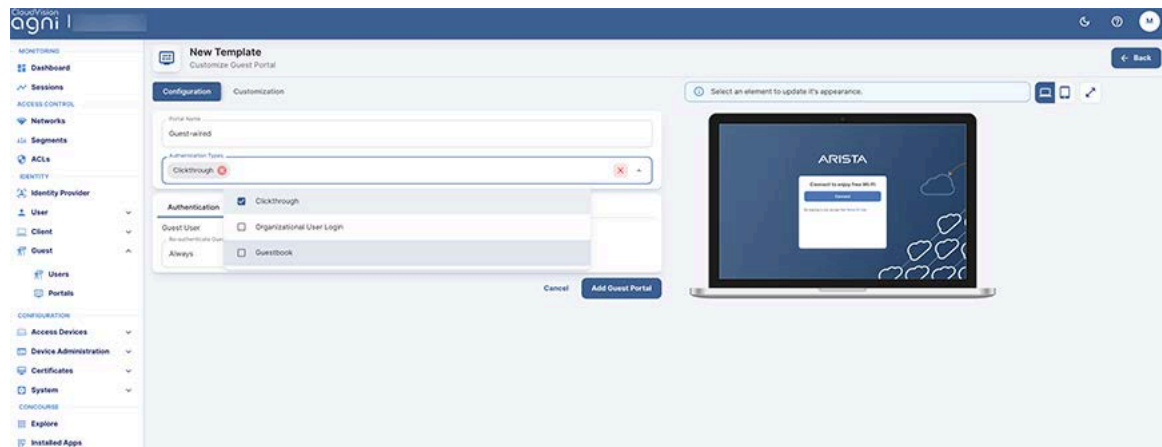 CloudVision
agni
M
MONITORING
Dashboard
Sessions
ACCESS CONTROL
Networks
Segments
ACLs
IDENTITY
Identity Provider
User
Client
Guest
Users
Portals
CONFIGURATION
Access Devices
Device Administration
Certificates
System
CONCOURSE
Explore
Installed Apps
New Template
Customize Guest Portal
Back
Configuration
Customization
Portal Name
Guest-wired
Authentication Types
Clickthrough
Clickthrough
Organizational User Login
Guestbook
Authentication
Guest User
Re-authenticate Gues
Always
Cancel
Add Guest Portal
Select an element to update it's appearance.
ARISTA
Connect to enjoy free Wi-Fi
Connect